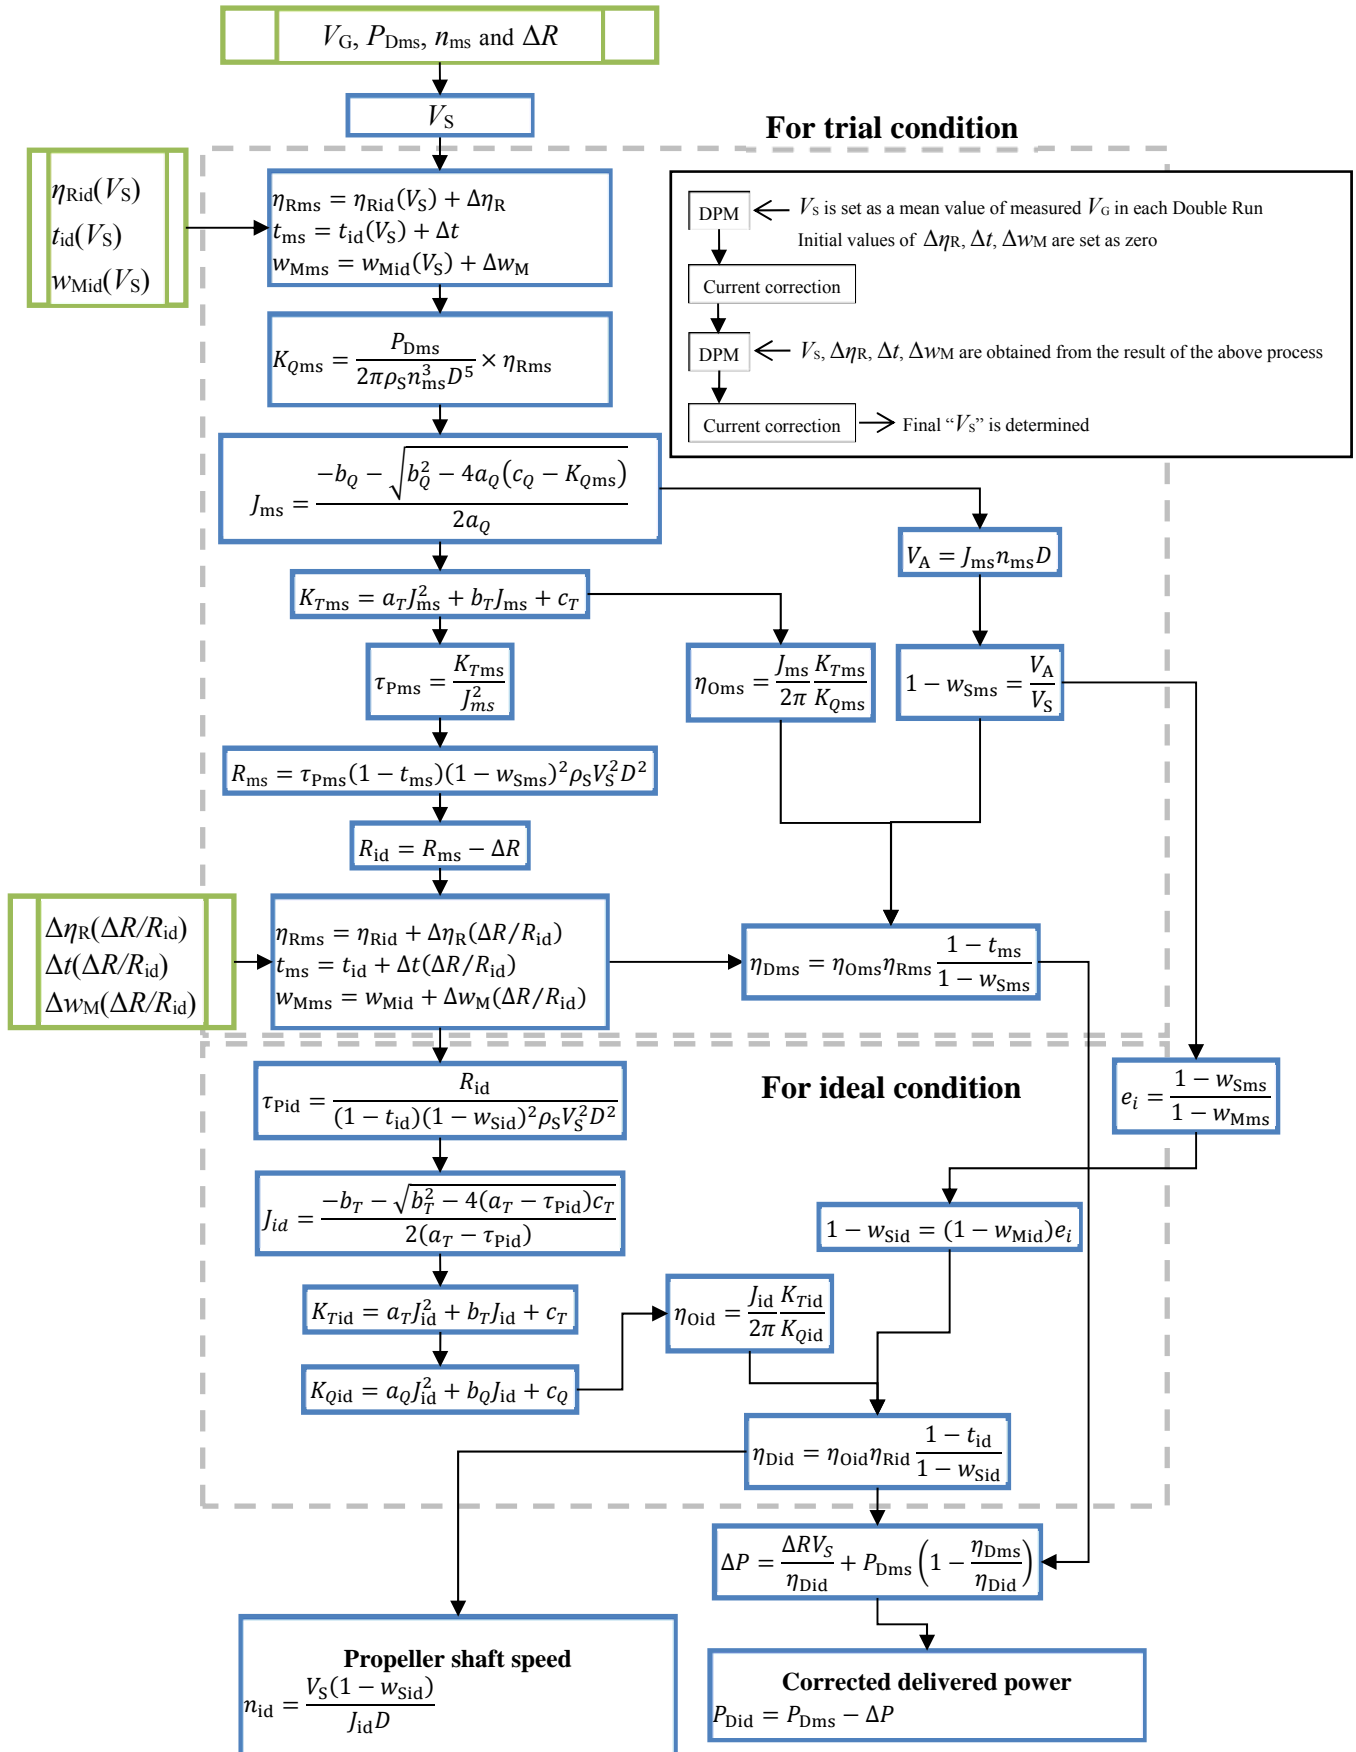 V_G, P_Dms, n_ms and ΔR
V_S
For trial condition
η_Rid(V_S)
t_id(V_S)
w_Mid(V_S)
η_Rms = η_Rid(V_S) + Δη_R
t_ms = t_id(V_S) + Δt
w_Mms = w_Mid(V_S) + Δw_M
DPM
V_S is set as a mean value of measured V_G in each Double Run
Initial values of Δη_R, Δt, Δw_M are set as zero
Current correction
DPM
V_S, Δη_R, Δt, Δw_M are obtained from the result of the above process
Current correction
Final “V_S” is determined
K_Qms = P_Dms / (2πρ_S n_ms^3 D^5) × η_Rms
J_ms = (−b_Q − √(b_Q^2 − 4a_Q(c_Q − K_Qms))) / (2a_Q)
V_A = J_ms n_ms D
K_Tms = a_T J_ms^2 + b_T J_ms + c_T
τ_Pms = K_Tms / J_ms^2
η_Oms = (J_ms / 2π) (K_Tms / K_Qms)
1 − w_Sms = V_A / V_S
R_ms = τ_Pms(1 − t_ms)(1 − w_Sms)^2 ρ_S V_S^2 D^2
R_id = R_ms − ΔR
Δη_R(ΔR/R_id)
Δt(ΔR/R_id)
Δw_M(ΔR/R_id)
η_Rms = η_Rid + Δη_R(ΔR/R_id)
t_ms = t_id + Δt(ΔR/R_id)
w_Mms = w_Mid + Δw_M(ΔR/R_id)
η_Dms = η_Oms η_Rms (1 − t_ms) / (1 − w_Sms)
For ideal condition
τ_Pid = R_id / ((1 − t_id)(1 − w_Sid)^2 ρ_S V_S^2 D^2)
e_i = (1 − w_Sms) / (1 − w_Mms)
J_id = (−b_T − √(b_T^2 − 4(a_T − τ_Pid)c_T)) / (2(a_T − τ_Pid))
1 − w_Sid = (1 − w_Mid)e_i
K_Tid = a_T J_id^2 + b_T J_id + c_T
η_Oid = (J_id / 2π) (K_Tid / K_Qid)
K_Qid = a_Q J_id^2 + b_Q J_id + c_Q
η_Did = η_Oid η_Rid (1 − t_id) / (1 − w_Sid)
ΔP = ΔRV_S / η_Did + P_Dms (1 − η_Dms / η_Did)
Propeller shaft speed
n_id = V_S(1 − w_Sid) / (J_id D)
Corrected delivered power
P_Did = P_Dms − ΔP